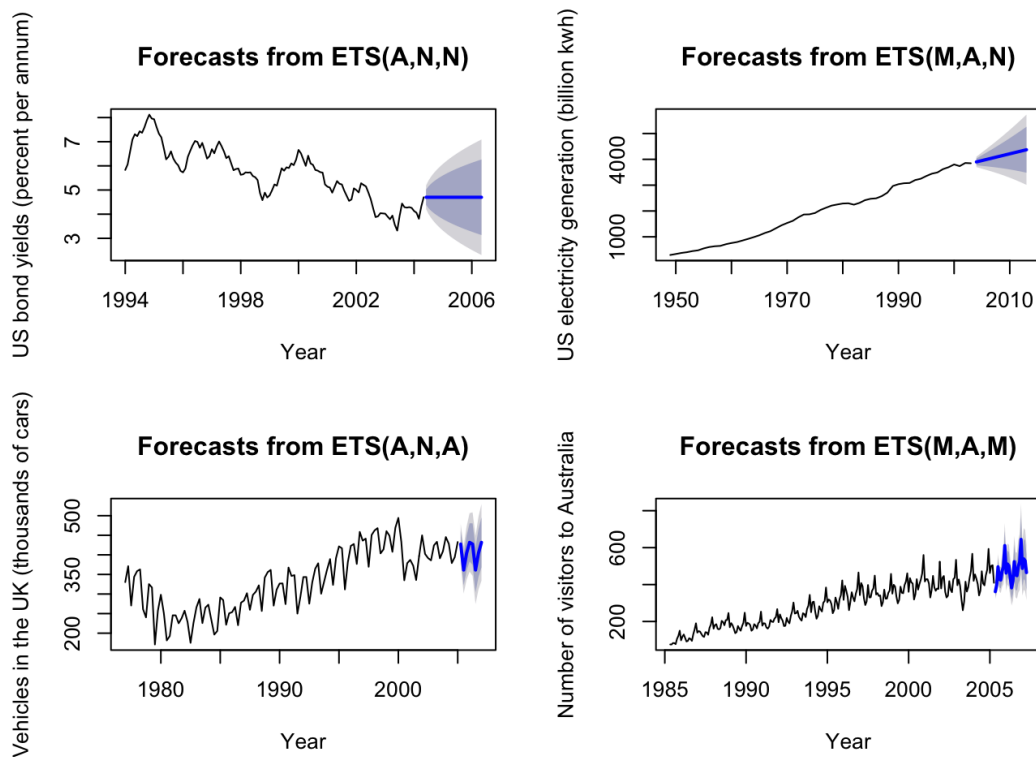 Forecasts from ETS(A,N,N)
US bond yields (percent per annum)
3 5 7
1994 1998 2002 2006
Year
Forecasts from ETS(M,A,N)
US electricity generation (billion kwh)
1000 4000
1950 1970 1990 2010
Year
Forecasts from ETS(A,N,A)
Vehicles in the UK (thousands of cars)
200 350 500
1980 1990 2000
Year
Forecasts from ETS(M,A,M)
Number of visitors to Australia
200 600
1985 1990 1995 2000 2005
Year